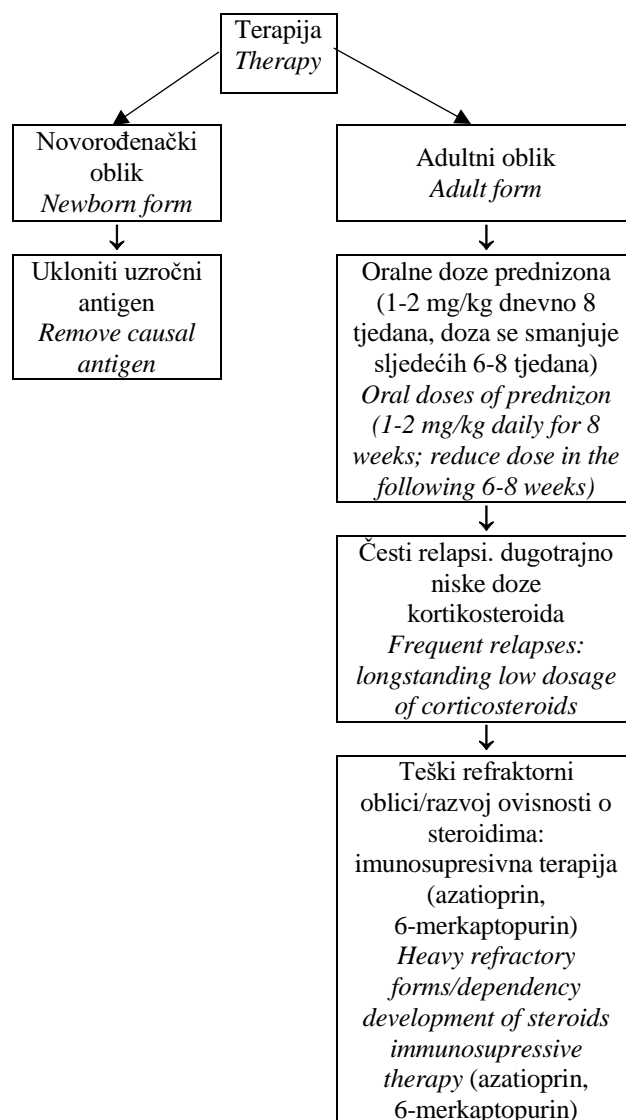 Terapija
Therapy
Novorođenački
oblik
Newborn form
Adultni oblik
Adult form
Ukloniti uzročni
antigen
Remove causal
antigen
Oralne doze prednizona
(1-2 mg/kg dnevno 8
tjedana, doza se smanjuje
sljedećih 6-8 tjedana)
Oral doses of prednizon
(1-2 mg/kg daily for 8
weeks; reduce dose in the
following 6-8 weeks)
Česti relapsi. dugotrajno
niske doze
kortikosteroida
Frequent relapses:
longstanding low dosage
of corticosteroids
Teški refraktorni
oblici/razvoj ovisnosti o
steroidima:
imunosupresivna terapija
(azatioprin,
6-merkaptopurin)
Heavy refractory
forms/dependency
development of steroids
immunosupressive
therapy (azatioprin,
6-merkaptopurin)